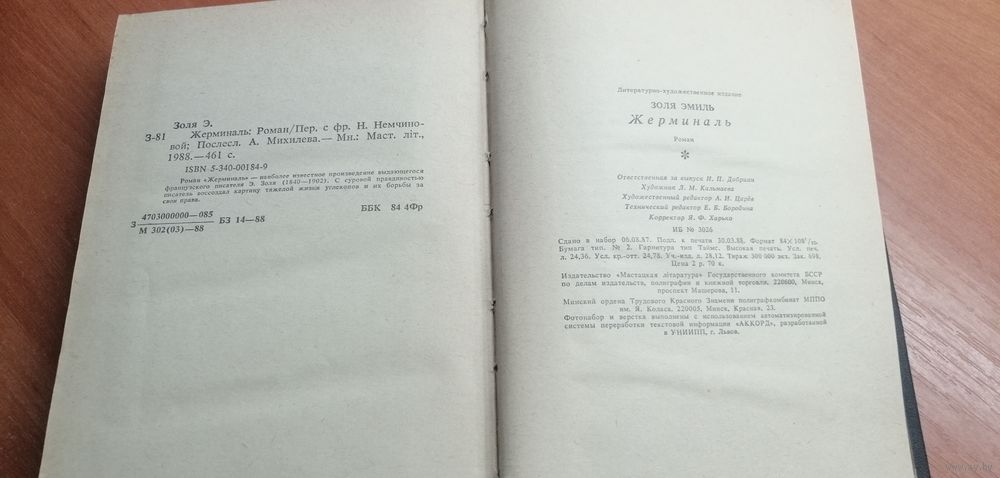 Золя Э.
З-81 Жерминаль: Роман/Пер. с фр. Н. Немчино-
вой; Послесл. А. Михилева.— Мн.: Маст. літ.,
1988.—461 с.
ISBN 5-340-00184-9
Роман «Жерминаль» — наиболее известное произведение выдающегося
французского писателя Э. Золя (1840—1902). С суровой правдивостью
писатель воссоздал картину тяжелой жизни углекопов и их борьбы за
свои права.
З 4703000000—085
М 302(03)—88 БЗ 14—88
ББК 84 4Фр
Литературно-художественное издание
ЗОЛЯ ЭМИЛЬ
Жерминаль
Роман
*
Ответственная за выпуск И. П. Добриян
Художник Л. М. Кальмаева
Художественный редактор А. И. Царёв
Технический редактор Е. Б. Бородина
Корректор Я. Ф. Харько
ИБ № 3026
Сдано в набор 06.08.87. Подп. к печати 30.03.88. Формат 84×108¹/₃₂.
Бумага тип. № 2. Гарнитура тип Таймс. Высокая печать. Усл. печ.
л. 24,36. Усл. кр.-отт. 24,78. Уч.-изд. л. 28,12. Тираж 300 000 экз. Зак. 698.
Цена 2 р. 70 к.
Издательство «Мастацкая літаратура» Государственного комитета БССР
по делам издательств, полиграфии и книжной торговли. 220600, Минск,
проспект Машерова, 11.
Минский ордена Трудового Красного Знамени полиграфкомбинат МППО
им. Я. Коласа. 220005, Минск, Красная, 23.
Фотонабор и верстка выполнены с использованием автоматизированной
системы переработки текстовой информации «АККОРД», разработанной
в УНИИПП, г. Львов.